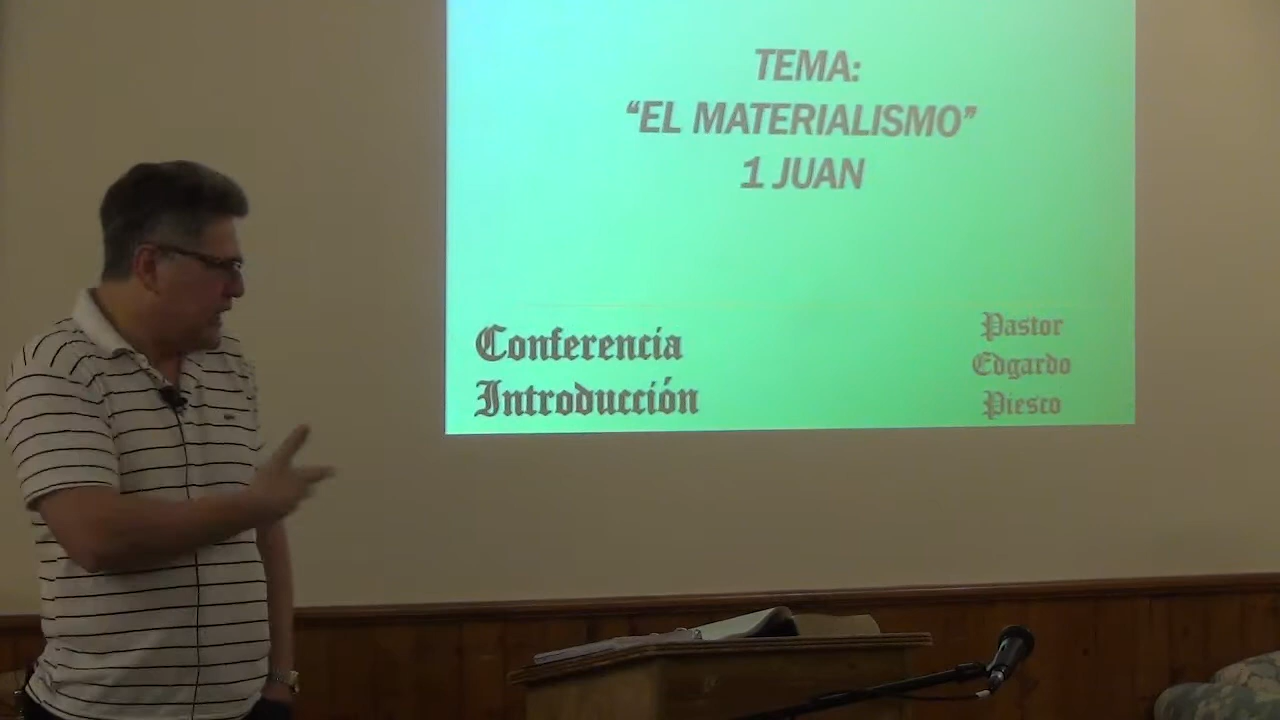 TEMA:
“EL MATERIALISMO”
1 JUAN
Conferencia
Introducción
Pastor
Edgardo
Piesco